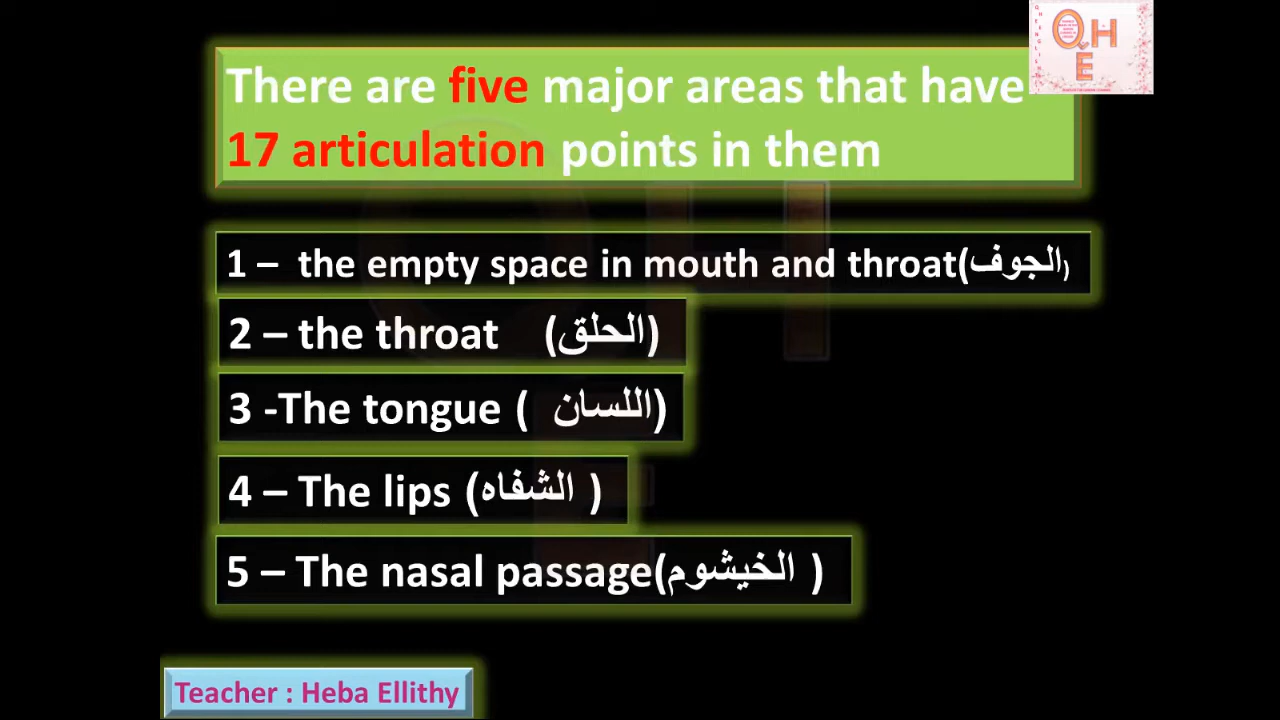 There are five major areas that have
17 articulation points in them
1 – the empty space in mouth and throat(الجوف)
2 – the throat (الحلق)
3 -The tongue ( اللسان)
4 – The lips (الشفاه )
5 – The nasal passage(الخيشوم )
Teacher : Heba Ellithy
QHE